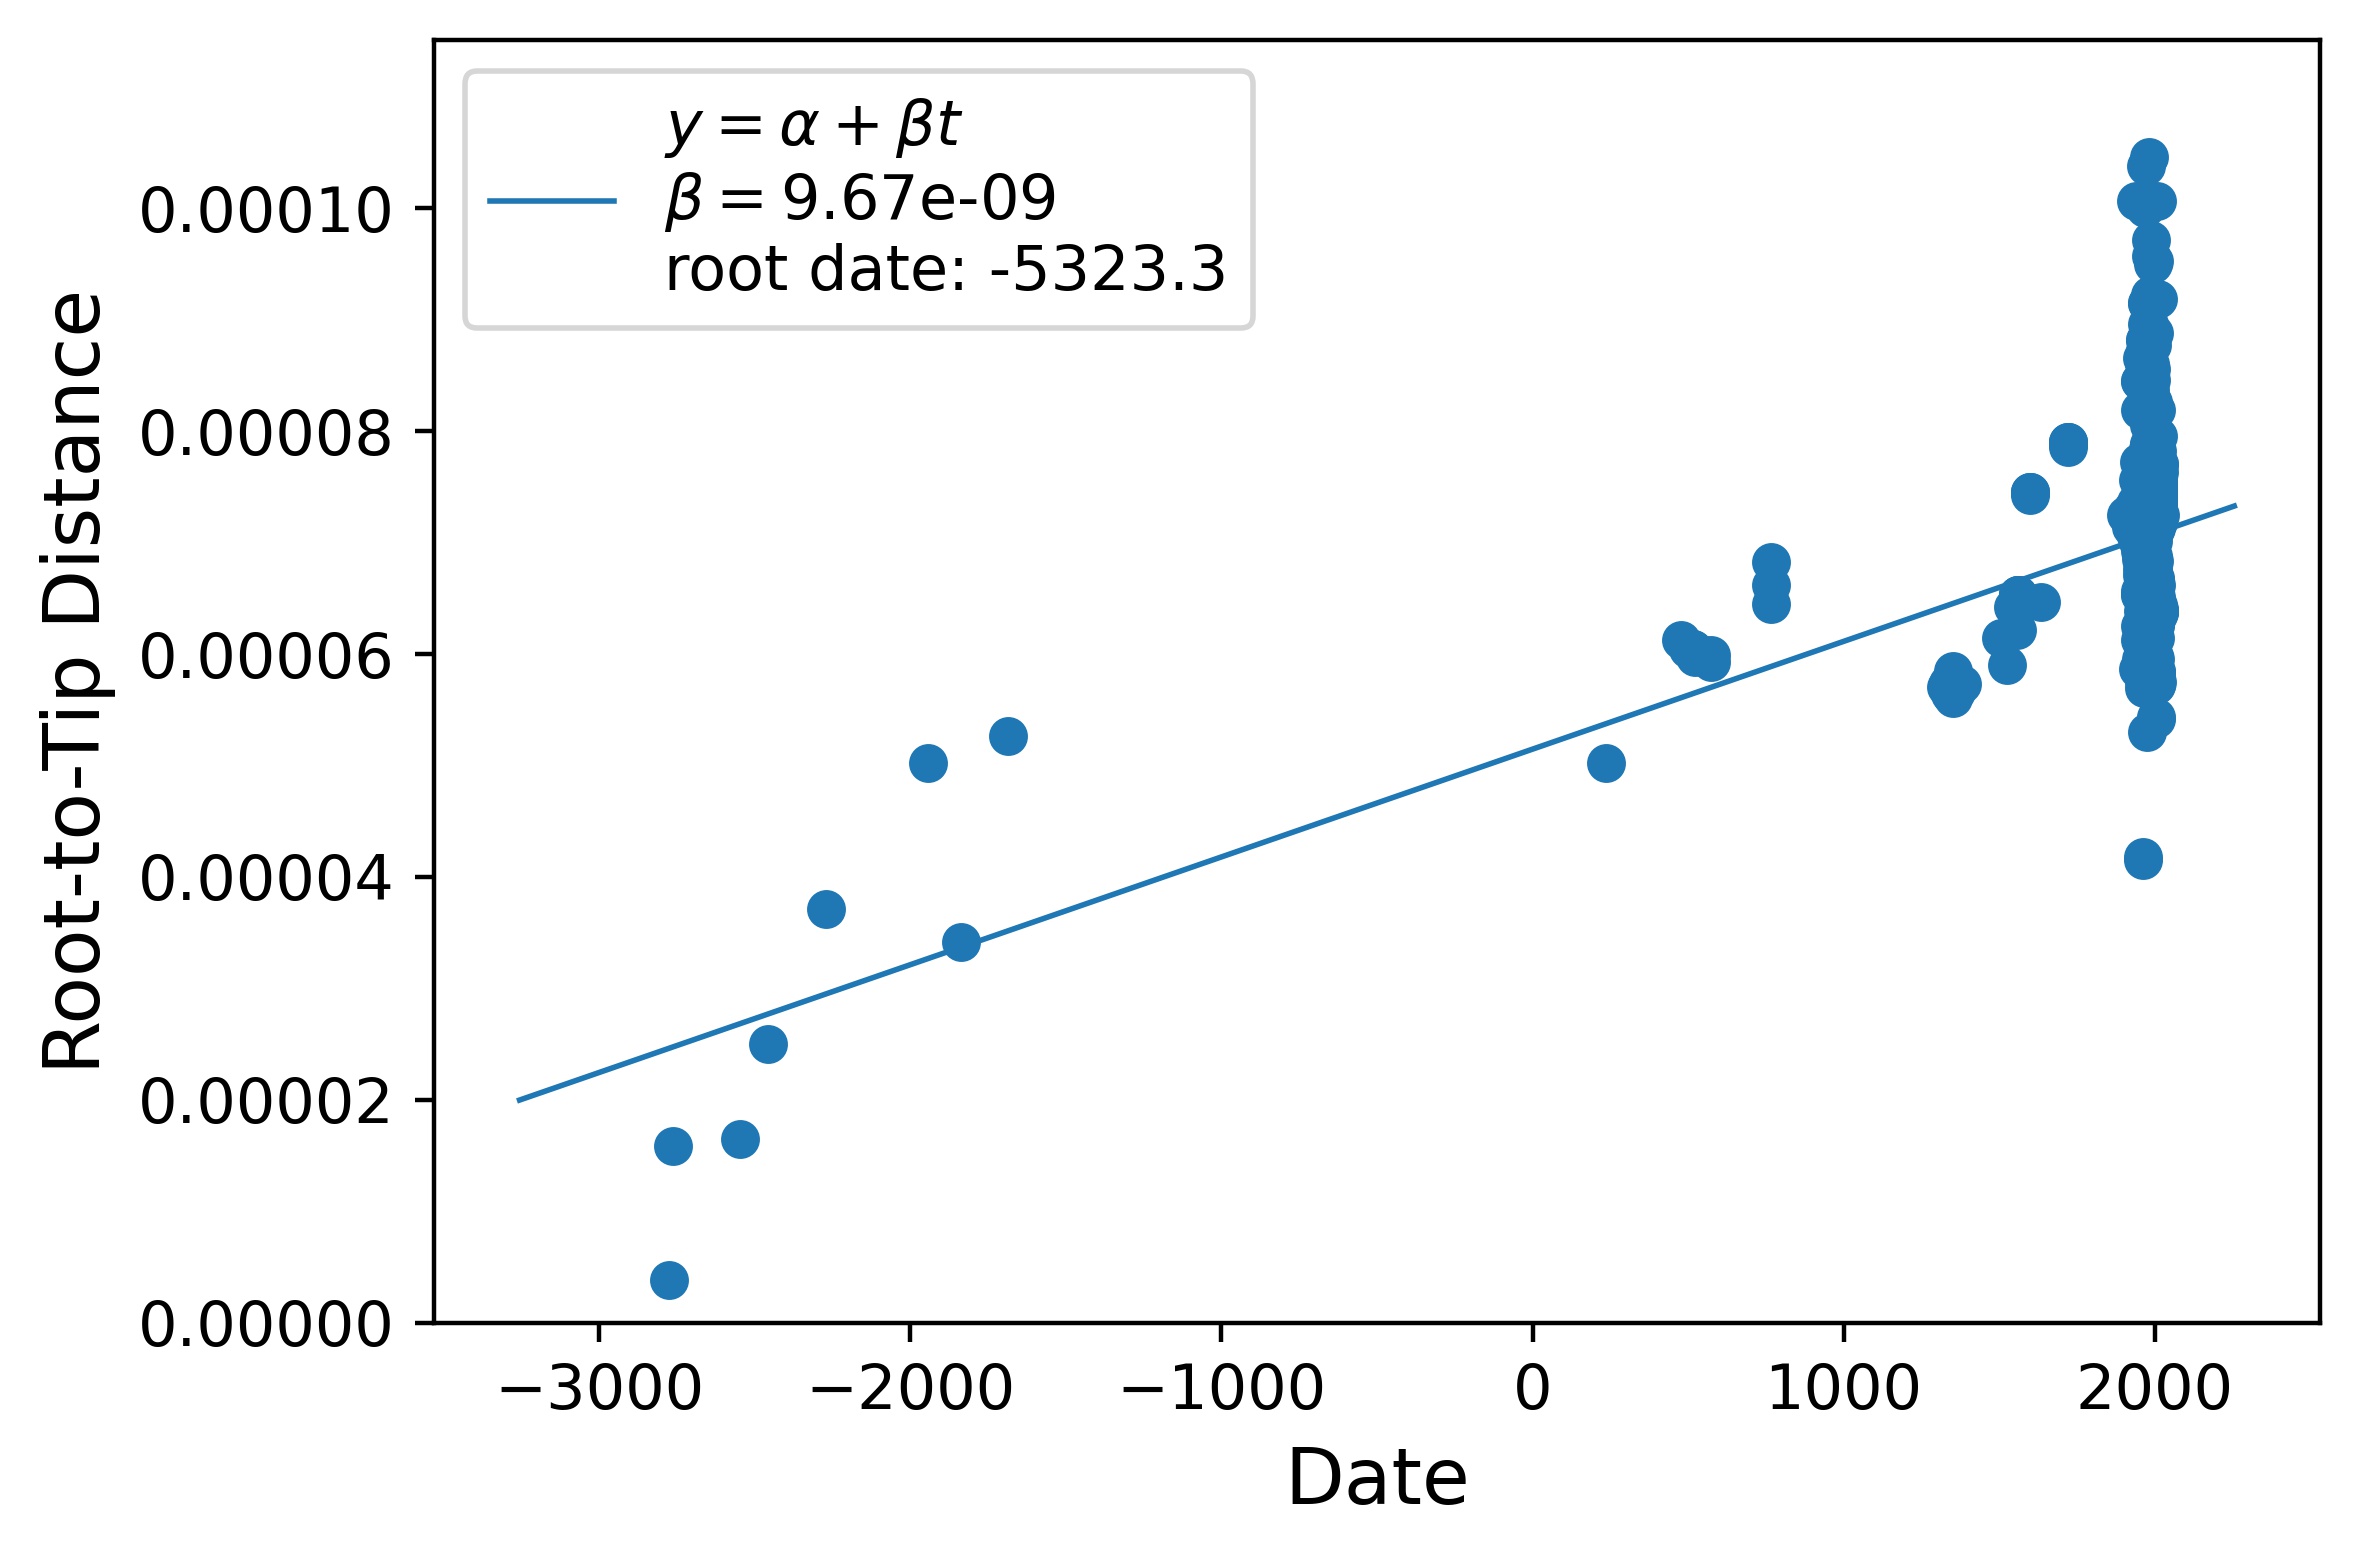 y = α + βt
β = 9.67e-09
root date: -5323.3
Root-to-Tip Distance
0.00010
0.00008
0.00006
0.00004
0.00002
0.00000
−3000 −2000 −1000 0 1000 2000
Date